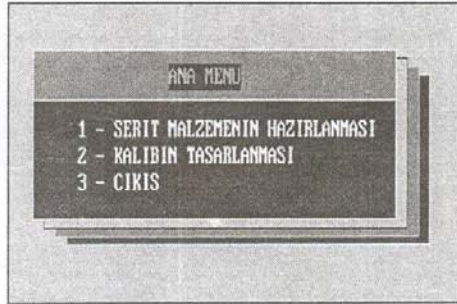 ANA MENU
1 - SERIT MALZEMENIN HAZIRLANMASI
2 - KALIBIN TASARLANMASI
3 - CIKIS